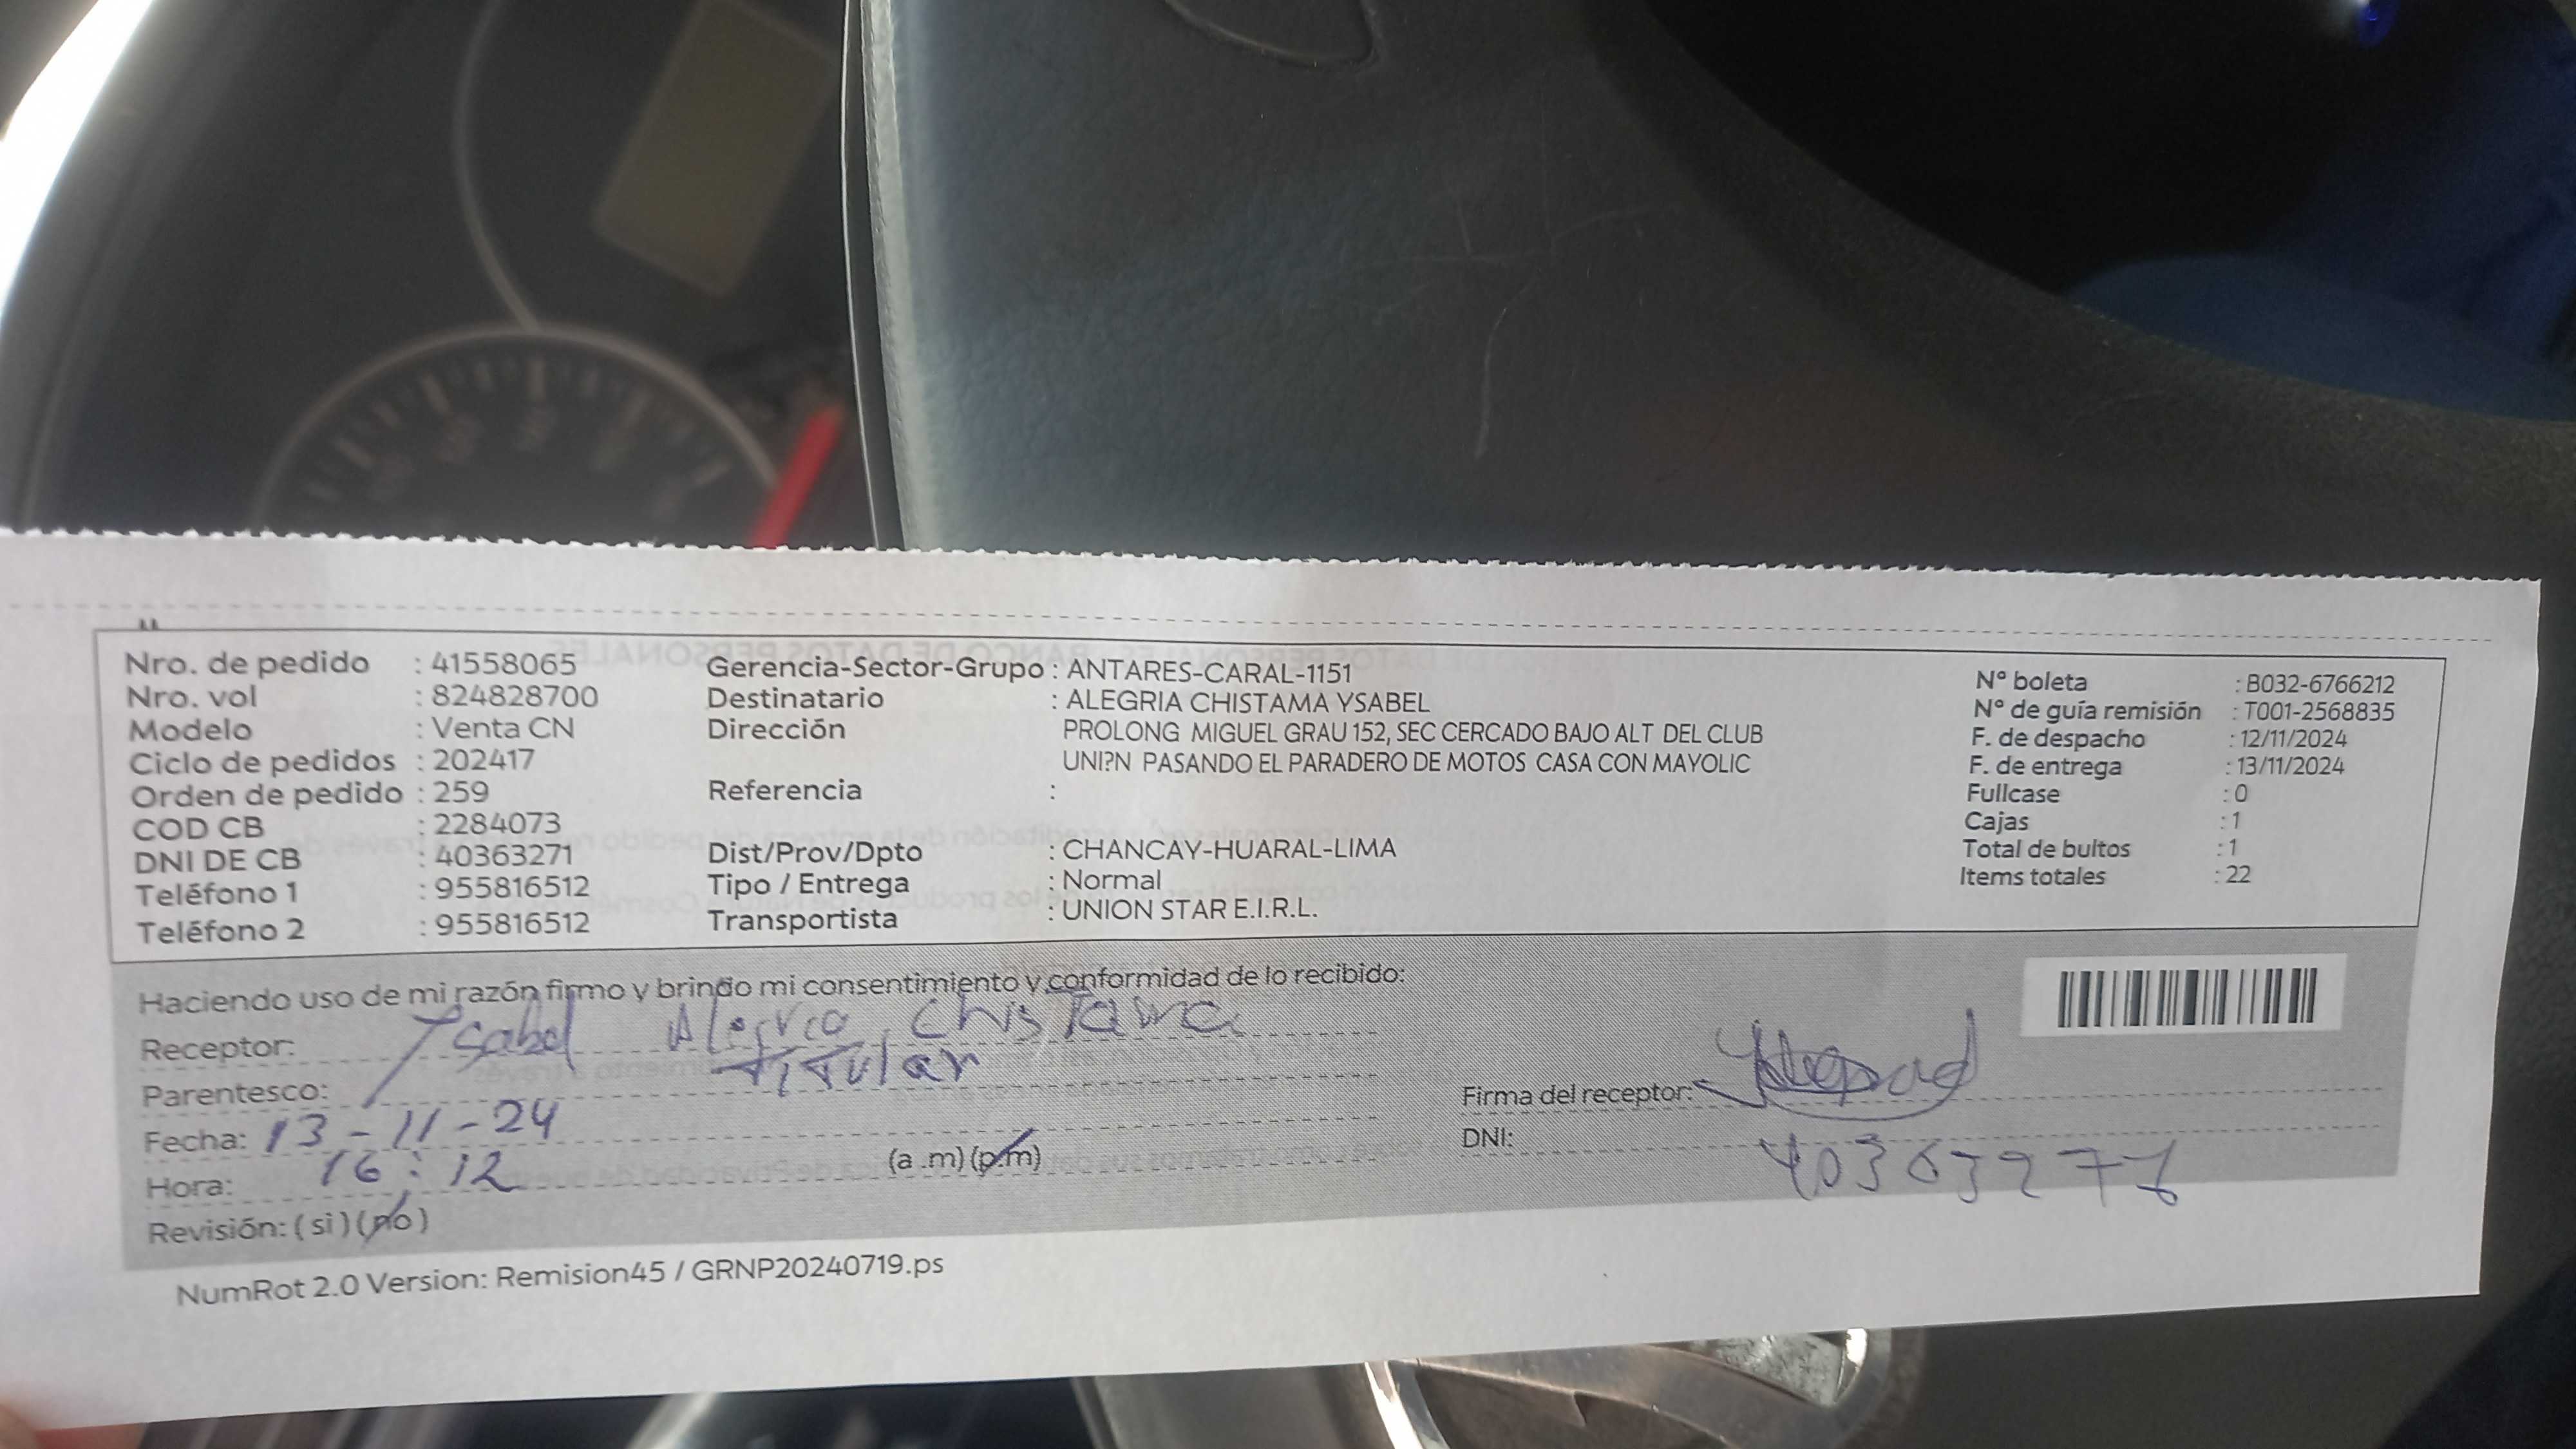 Nro. de pedido : 41558065
Nro. vol : 824828700
Modelo : Venta CN
Ciclo de pedidos : 202417
Orden de pedido : 259
COD CB : 2284073
DNI DE CB : 40363271
Teléfono 1 : 955816512
Teléfono 2 : 955816512
Gerencia-Sector-Grupo : ANTARES-CARAL-1151
Destinatario : ALEGRIA CHISTAMA YSABEL
Dirección PROLONG MIGUEL GRAU 152, SEC CERCADO BAJO ALT DEL CLUB
UNI?N PASANDO EL PARADERO DE MOTOS CASA CON MAYOLIC
Referencia :
Dist/Prov/Dpto : CHANCAY-HUARAL-LIMA
Tipo / Entrega : Normal
Transportista : UNION STAR E.I.R.L.
N° boleta : B032-6766212
N° de guía remisión : T001-2568835
F. de despacho : 12/11/2024
F. de entrega : 13/11/2024
Fullcase : 0
Cajas : 1
Total de bultos : 1
Items totales : 22
Haciendo uso de mi razón firmo y brindo mi consentimiento y conformidad de lo recibido:
Receptor: Ysabel Alegria Chistama
Parentesco: Titular
Fecha: 13-11-24
Hora: 16:12 (a .m) (p.m)
Revisión: ( si ) ( no )
Firma del receptor:
DNI: 40363271
NumRot 2.0 Version: Remision45 / GRNP20240719.ps